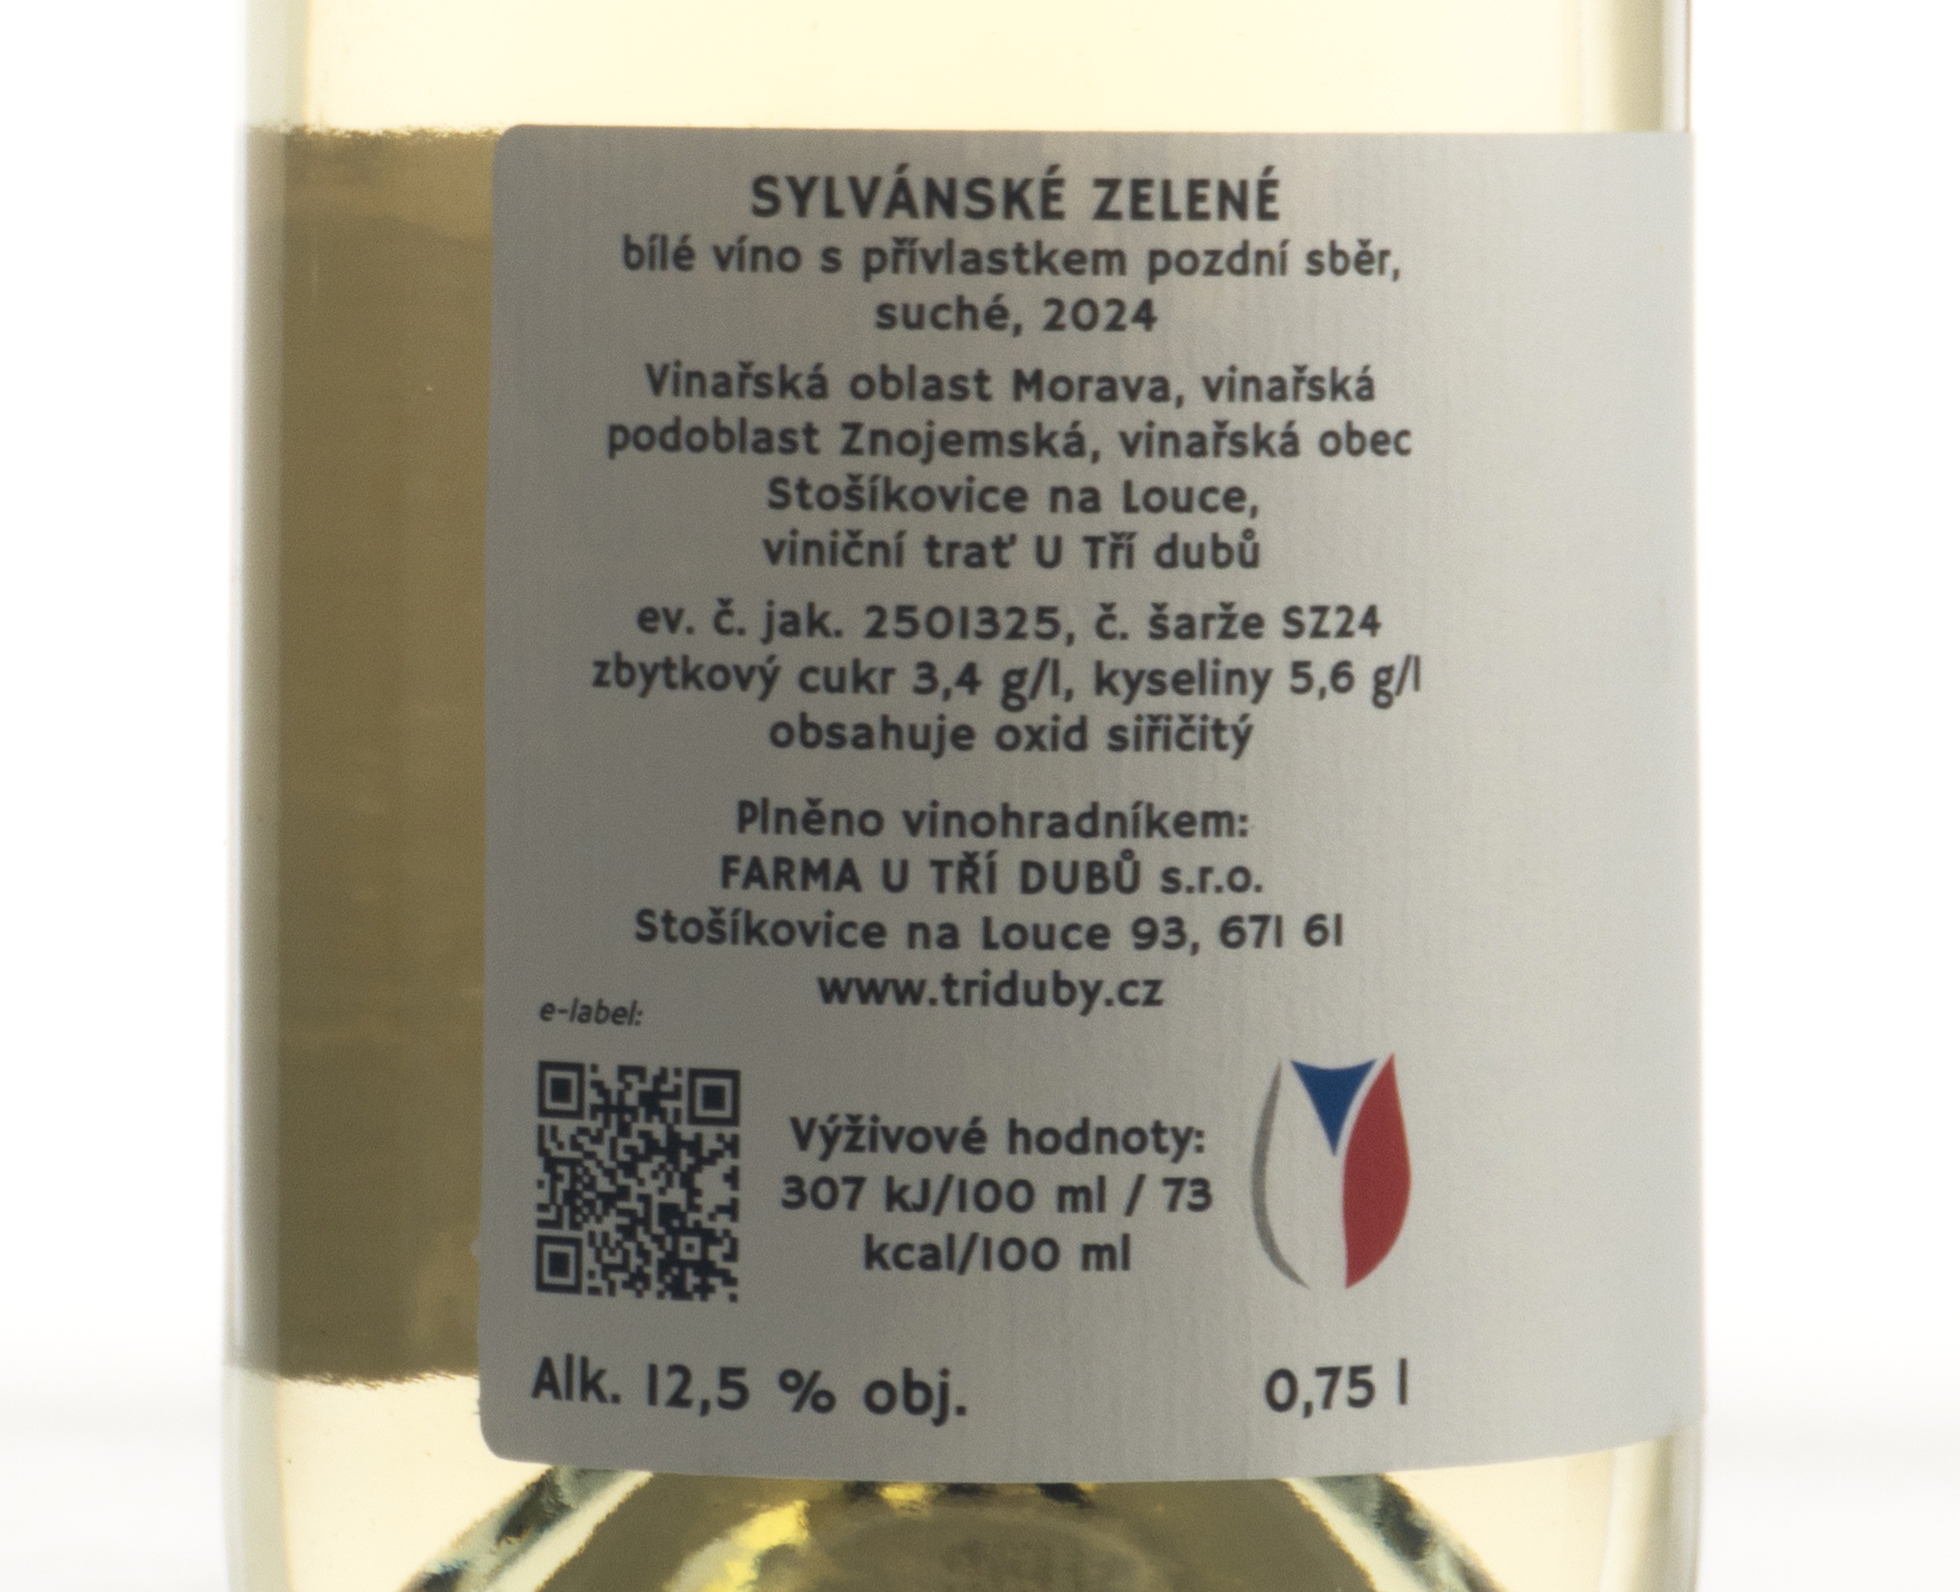 SYLVÁNSKÉ ZELENÉ
bílé víno s přívlastkem pozdní sběr,
suché, 2024
Vinařská oblast Morava, vinařská
podoblast Znojemská, vinařská obec
Stošíkovice na Louce,
viniční trať U Tří dubů
ev. č. jak. 2501325, č. šarže SZ24
zbytkový cukr 3,4 g/l, kyseliny 5,6 g/l
obsahuje oxid siřičitý
Plněno vinohradníkem:
FARMA U TŘÍ DUBŮ s.r.o.
Stošíkovice na Louce 93, 671 61
www.triduby.cz
e-label:
Výživové hodnoty:
307 kJ/100 ml / 73
kcal/100 ml
Alk. 12,5 % obj.
0,75 l